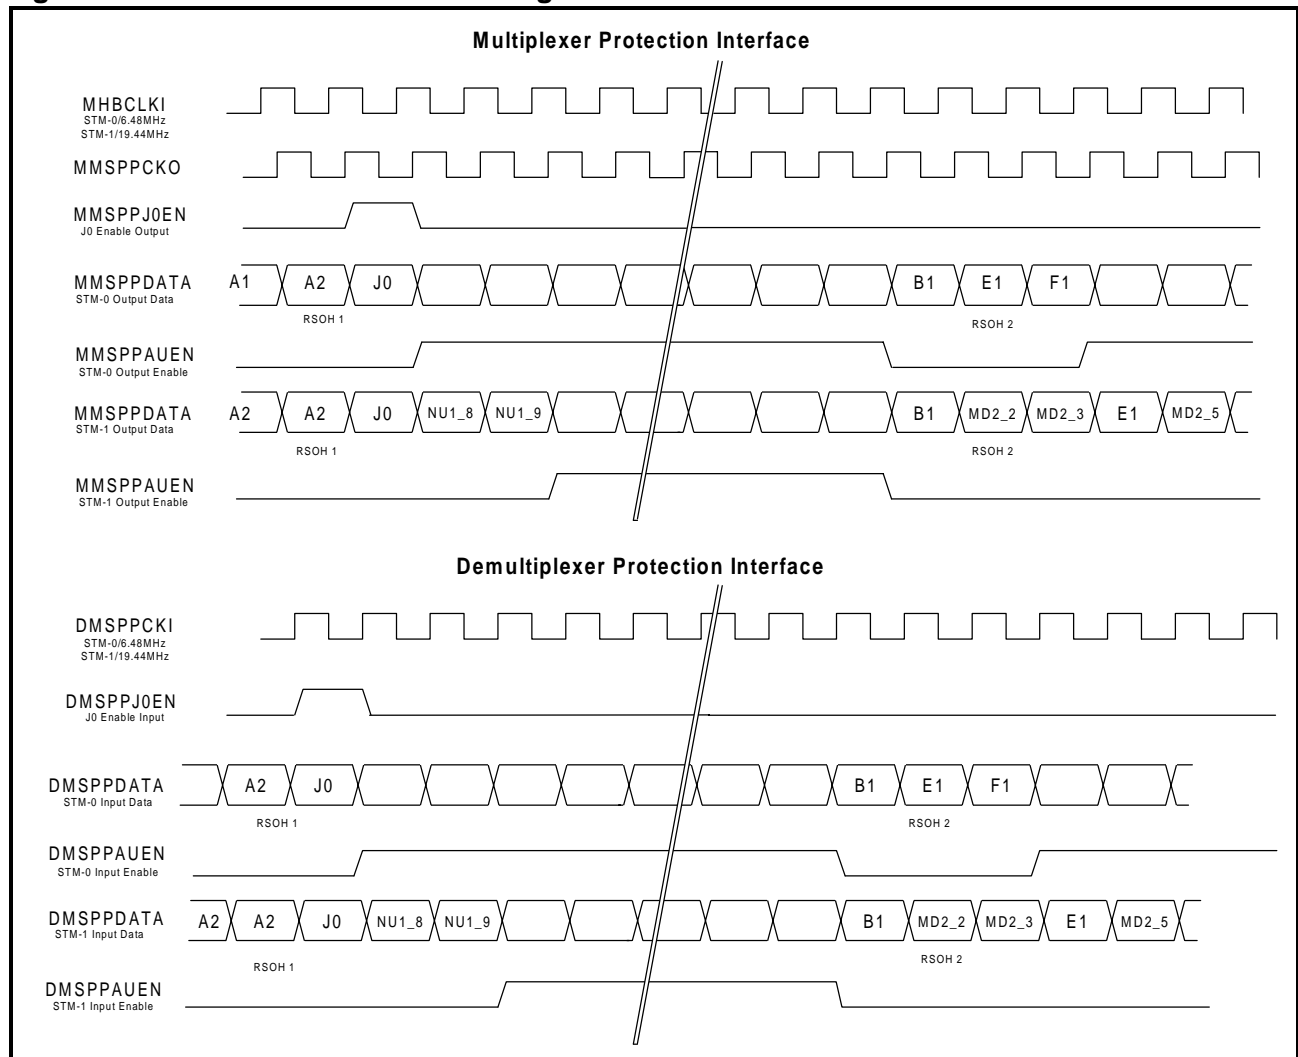 Multiplexer Protection Interface
MHBCLKI
STM-0/6.48MHz
STM-1/19.44MHz
MMSPPCKO
MMSPPJ0EN
J0 Enable Output
MMSPPDATA
STM-0 Output Data
A1 A2 J0 B1 E1 F1
RSOH 1 RSOH 2
MMSPPAUEN
STM-0 Output Enable
MMSPPDATA
STM-1 Output Data
A2 A2 J0 NU1_8 NU1_9 B1 MD2_2 MD2_3 E1 MD2_5
RSOH 1 RSOH 2
MMSPPAUEN
STM-1 Output Enable
Demultiplexer Protection Interface
DMSPPCKI
STM-0/6.48MHz
STM-1/19.44MHz
DMSPPJ0EN
J0 Enable Input
DMSPPDATA
STM-0 Input Data
A2 J0 B1 E1 F1
RSOH 1 RSOH 2
DMSPPAUEN
STM-0 Input Enable
DMSPPDATA
STM-1 Input Data
A2 A2 J0 NU1_8 NU1_9 B1 MD2_2 MD2_3 E1 MD2_5
RSOH 1 RSOH 2
DMSPPAUEN
STM-1 Input Enable